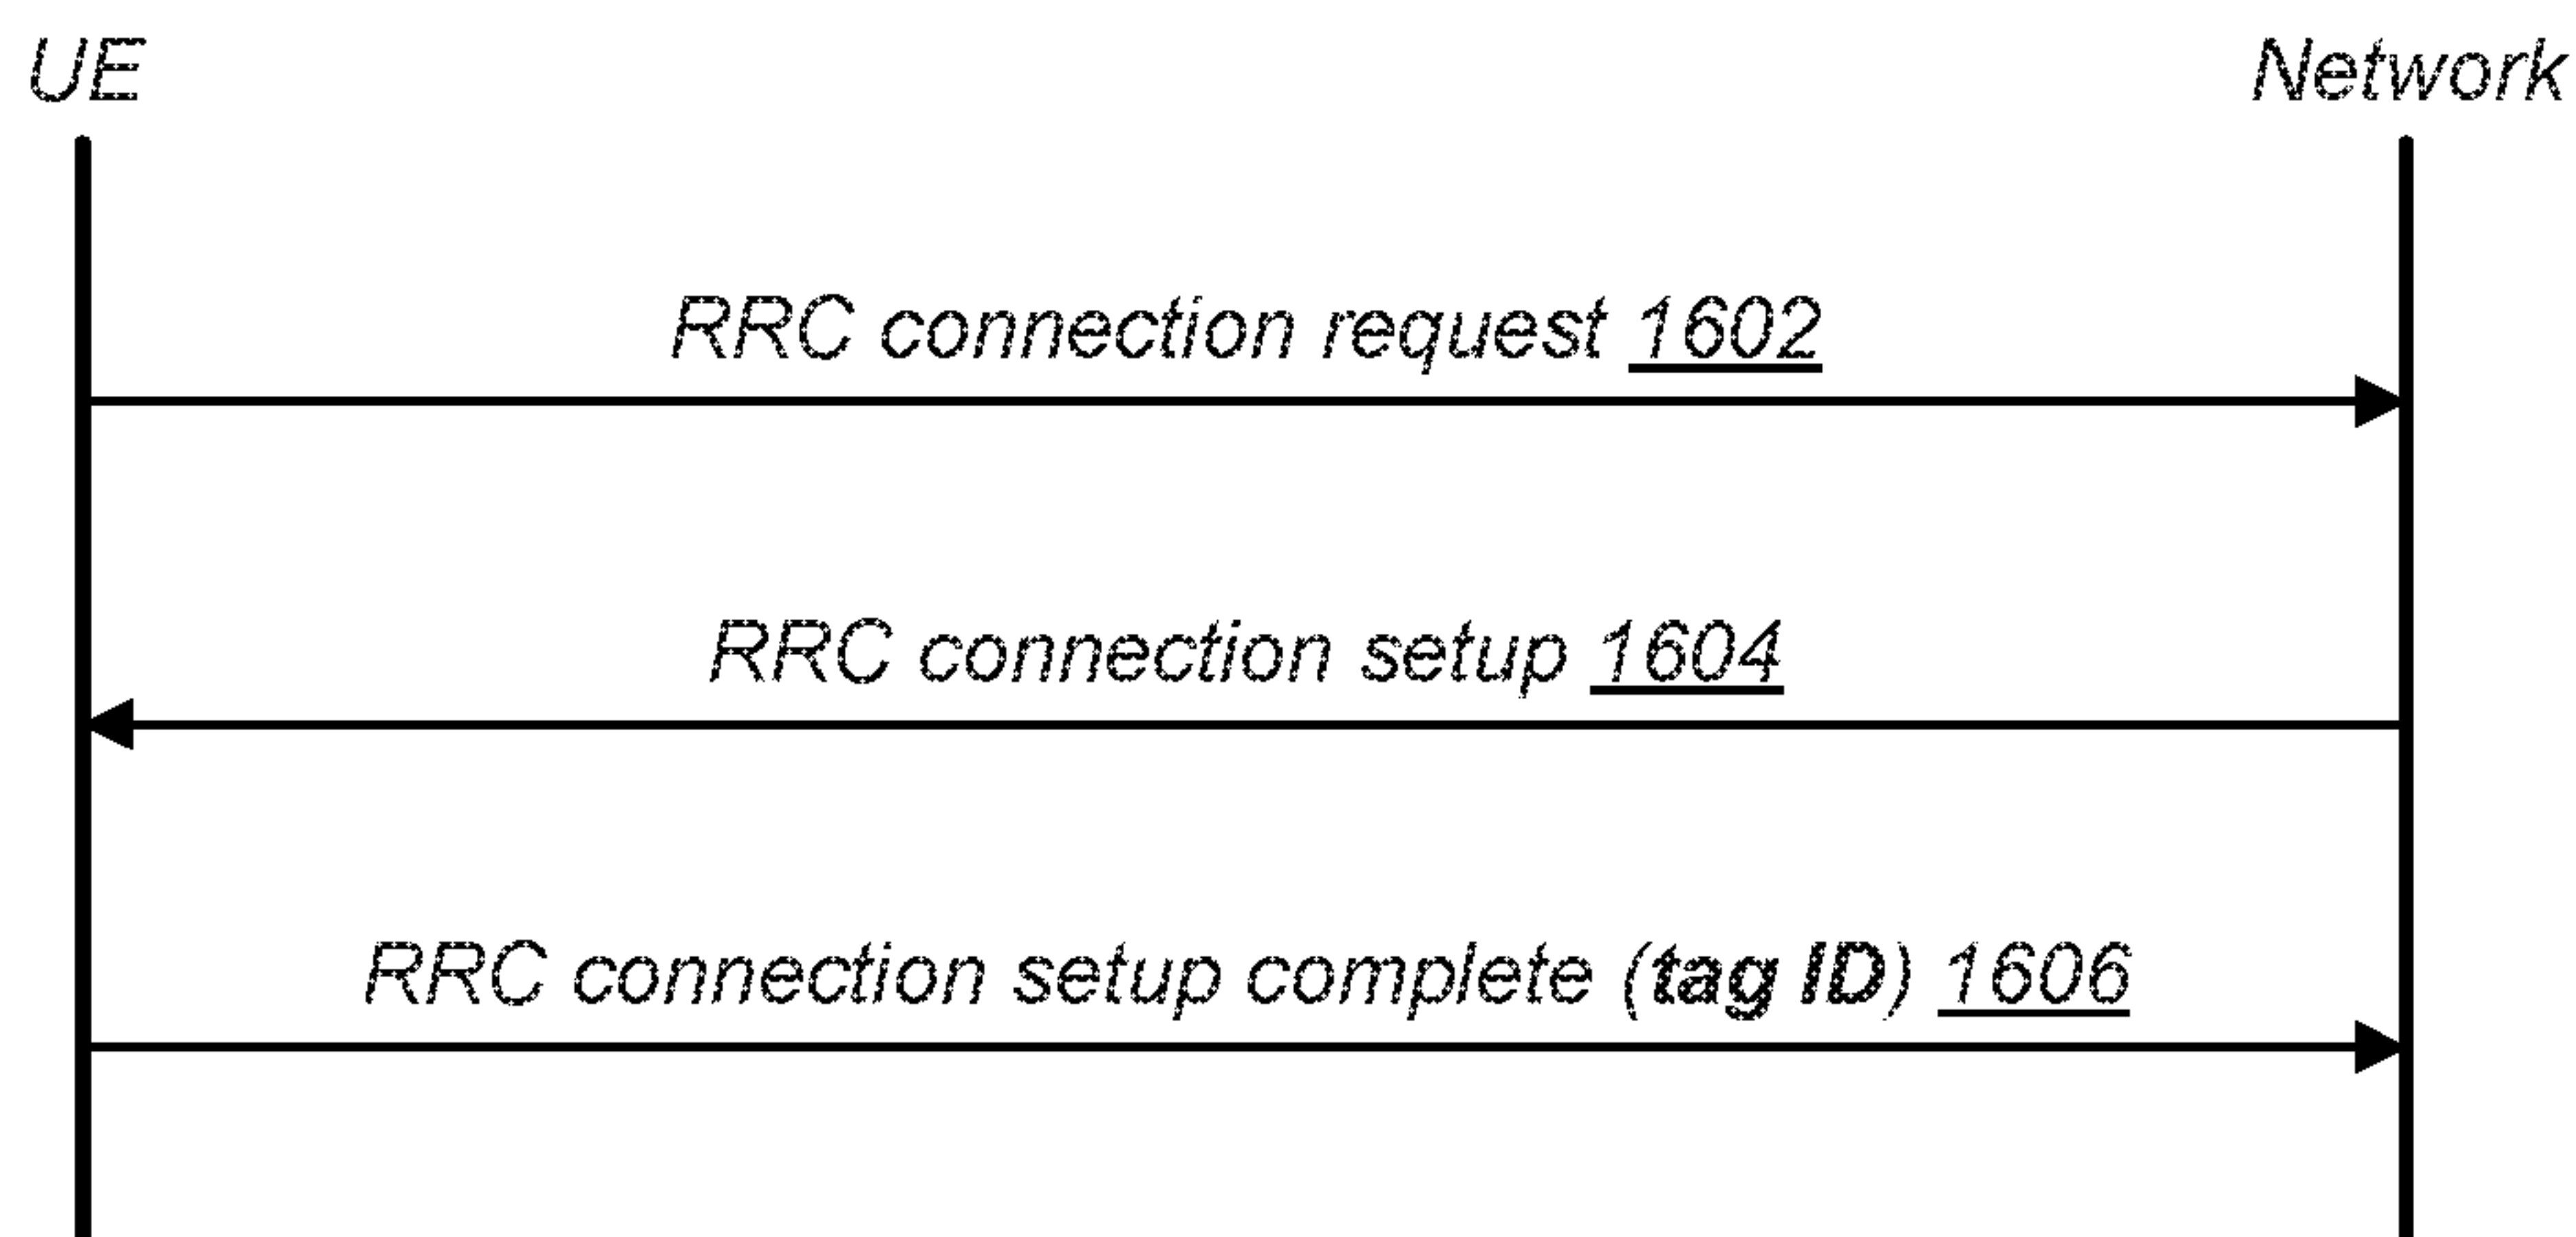 UE
Network
RRC connection request 1602
RRC connection setup 1604
RRC connection setup complete (tag ID) 1606